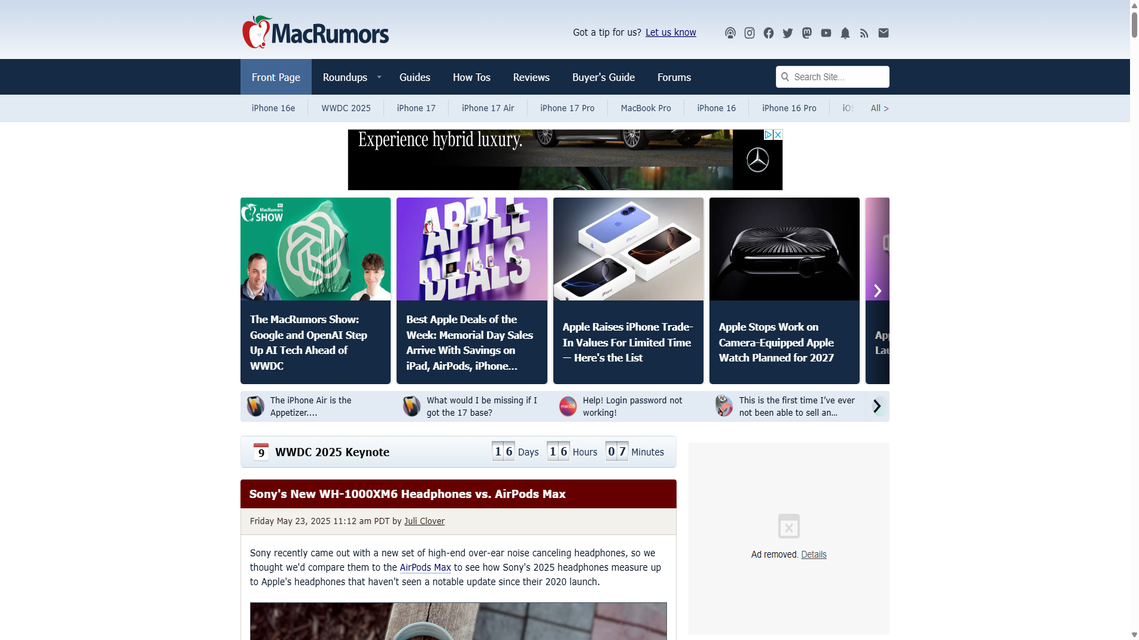 MacRumors
Got a tip for us? Let us know
Front Page Roundups Guides How Tos Reviews Buyer's Guide Forums Search Site...
iPhone 16e WWDC 2025 iPhone 17 iPhone 17 Air iPhone 17 Pro MacBook Pro iPhone 16 iPhone 16 Pro All >
Experience hybrid luxury.
MacRumors
SHOW
APPLE
DEALS
The MacRumors Show:
Google and OpenAI Step
Up AI Tech Ahead of
WWDC
Best Apple Deals of the
Week: Memorial Day Sales
Arrive With Savings on
iPad, AirPods, iPhone...
Apple Raises iPhone Trade-
In Values For Limited Time
— Here's the List
Apple Stops Work on
Camera-Equipped Apple
Watch Planned for 2027
The iPhone Air is the
Appetizer....
What would I be missing if I
got the 17 base?
Help! Login password not
working!
This is the first time I've ever
not been able to sell an...
9 WWDC 2025 Keynote 16 Days 16 Hours 07 Minutes
Sony's New WH-1000XM6 Headphones vs. AirPods Max
Friday May 23, 2025 11:12 am PDT by Juli Clover
Sony recently came out with a new set of high-end over-ear noise canceling headphones, so we
thought we'd compare them to the AirPods Max to see how Sony's 2025 headphones measure up
to Apple's headphones that haven't seen a notable update since their 2020 launch.
Ad removed. Details